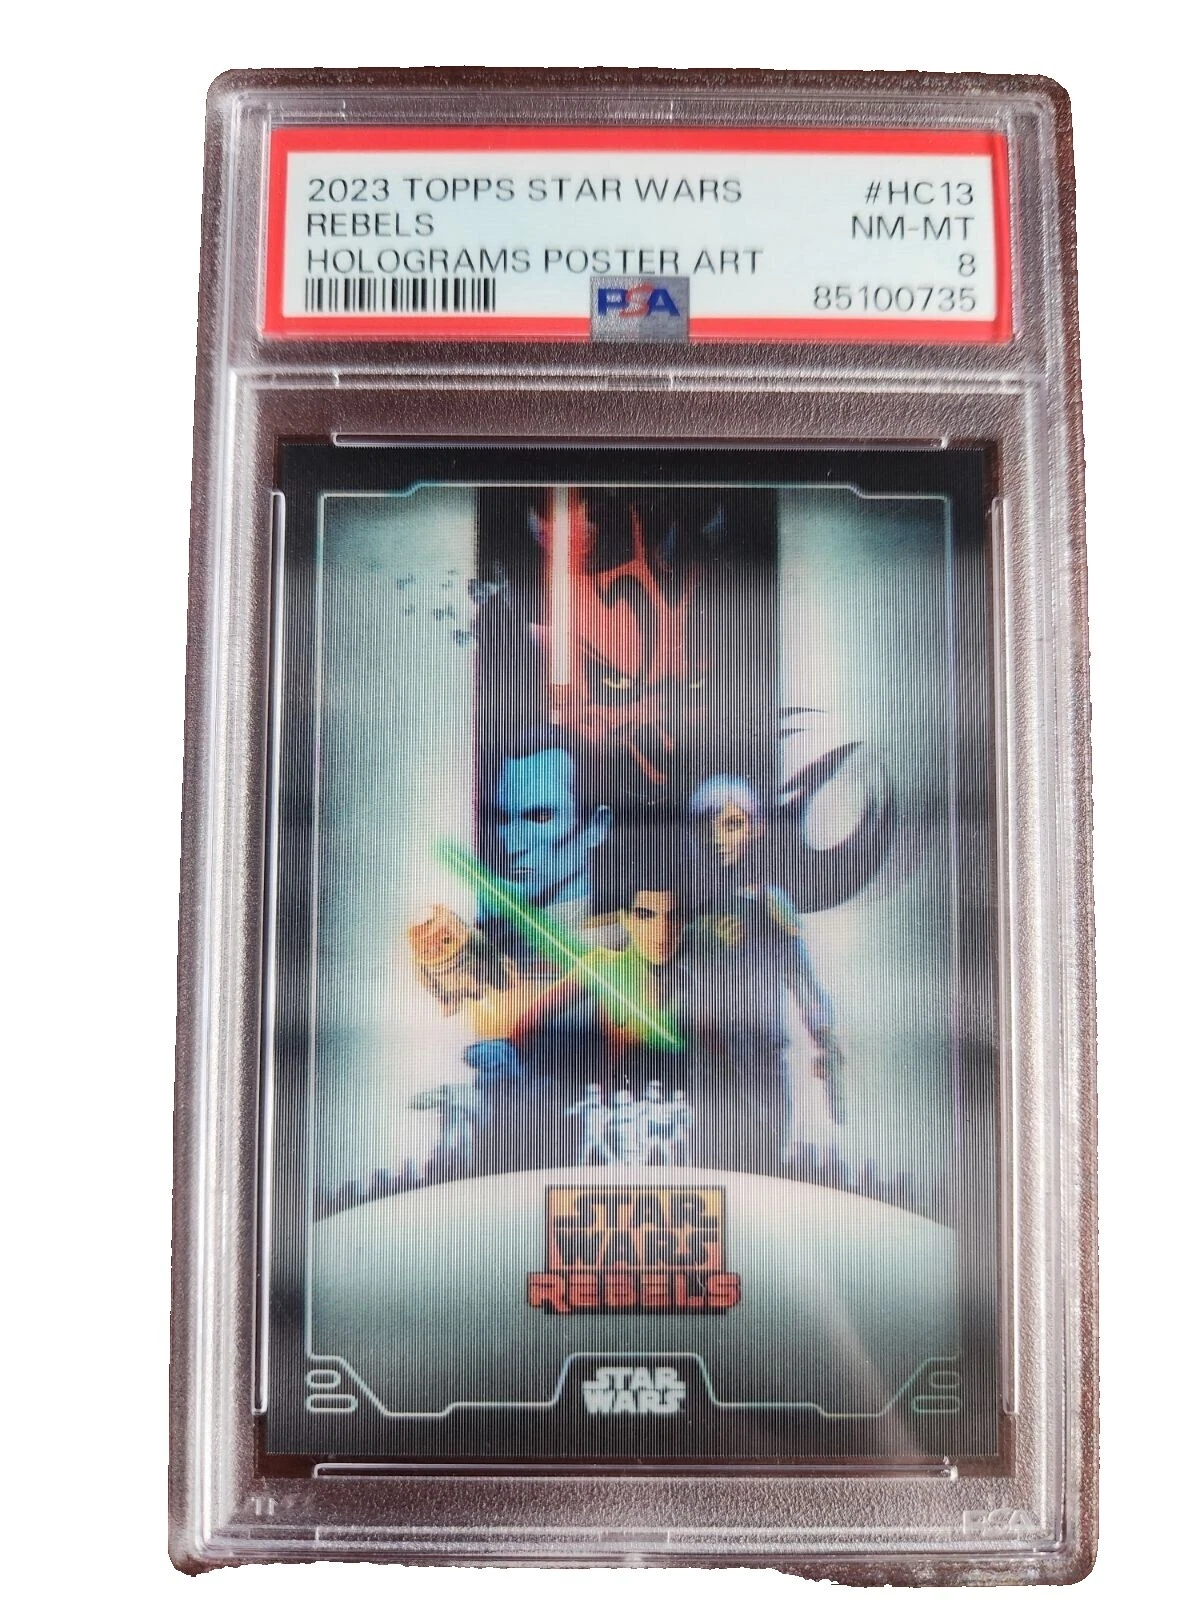 2023 TOPPS STAR WARS #HC13
REBELS NM-MT
HOLOGRAMS POSTER ART 8
PSA 85100735
STAR
WARS
REBELS
STAR
WARS
PSA